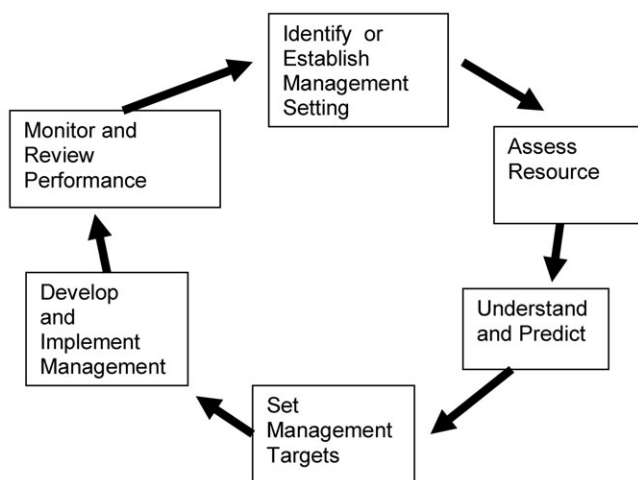 Identify or
Establish
Management
Setting
Assess
Resource
Understand
and Predict
Set
Management
Targets
Develop
and
Implement
Management
Monitor and
Review
Performance